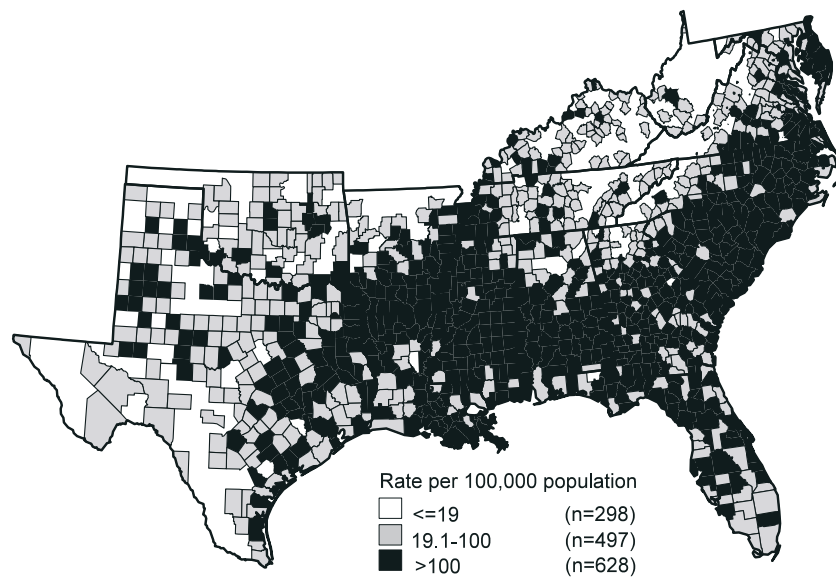 Rate per 100,000 population
<=19 (n=298)
19.1-100 (n=497)
>100 (n=628)